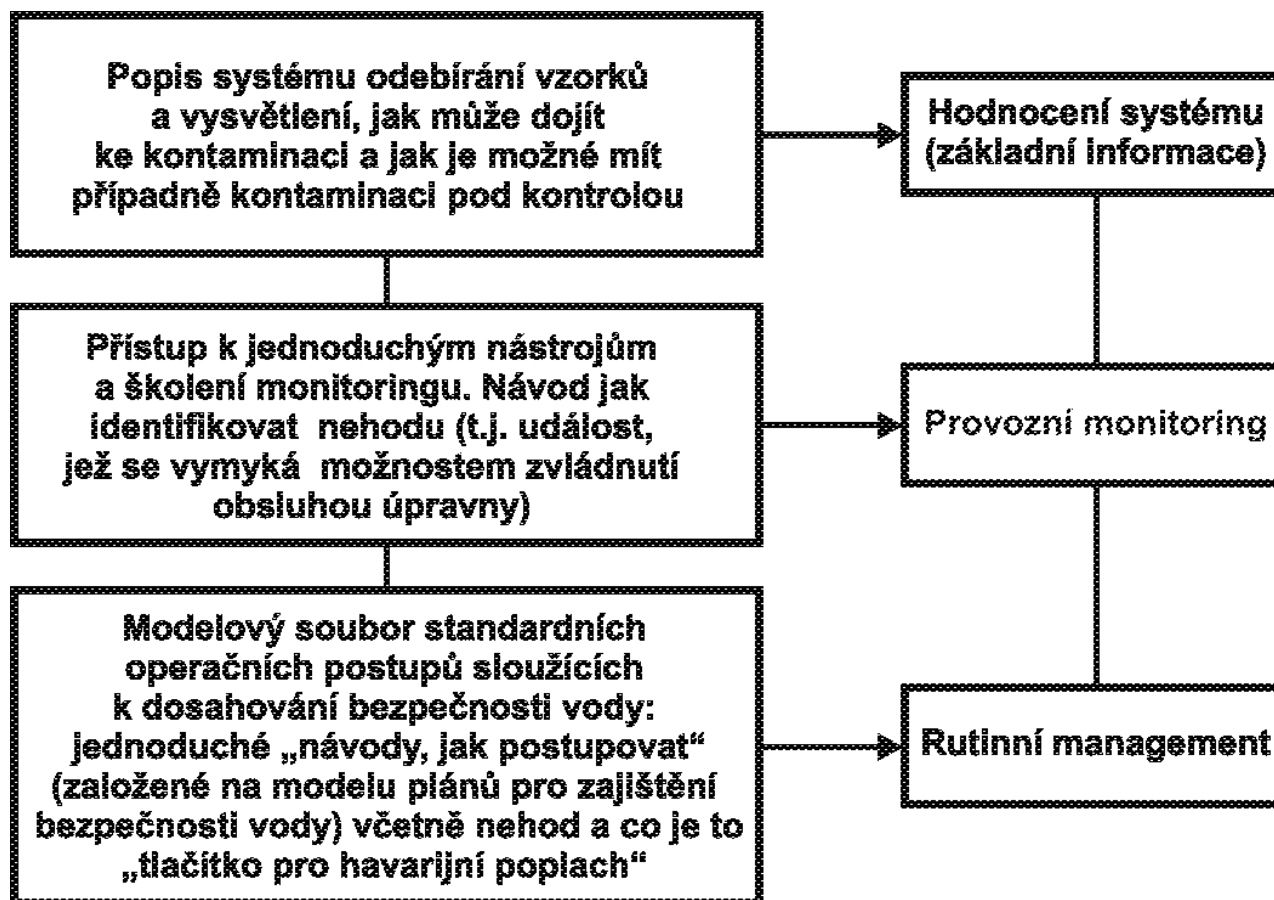 Popis systému odebírání vzorků
a vysvětlení, jak může dojít
ke kontaminaci a jak je možné mít
případně kontaminaci pod kontrolou
Hodnocení systému
(základní informace)
Přístup k jednoduchým nástrojům
a školení monitoringu. Návod jak
identifikovat nehodu (t.j. událost,
jež se vymyká možnostem zvládnutí
obsluhou úpravny)
Provozní monitoring
Modelový soubor standardních
operačních postupů sloužících
k dosahování bezpečnosti vody:
jednoduché „návody, jak postupovat“
(založené na modelu plánů pro zajištění
bezpečnosti vody) včetně nehod a co je to
„tlačítko pro havarijní poplach“
Rutinní management